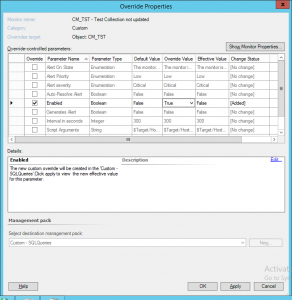 Override Properties
Monitor name: CM_TST - Test Collection not updated
Category: Custom
Overrides target: Object: CM_TST
Override-controlled parameters:
Show Monitor Properties...
Override Parameter Name Parameter Type Default Value Override Value Effective Value Change Status
Alert On State Enumeration The monitor The monitor The monito [No change]
Alert Priority Enumeration Low Low Low [No change]
Alert severity Enumeration Critical Critical Critical [No change]
Auto-Resolve Alert Boolean False False False [No change]
Enabled Boolean False True False [Added]
Generates Alert Boolean False False False [No change]
Interval in seconds Integer 300 300 300 [No change]
Script Arguments String $Target/Host $Target/Host... $Target/Host [No change]
Details:
Enabled
Description
Edit...
The new custom override will be created in the 'Custom - SQLQueries' Click apply to view the new effective value for this parameter.
Management pack
Select destination management pack:
Custom - SQLQueries
New...
Help
OK
Apply
Cancel
Activat
Go to Sy